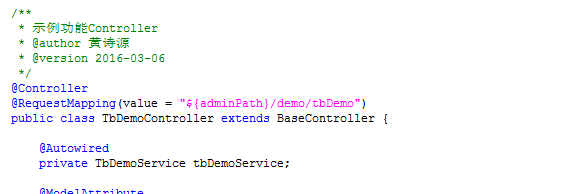 /**
 * 示例功能Controller
 * @author 黄诗源
 * @version 2016-03-06
 */
@Controller
@RequestMapping(value = "${adminPath}/demo/tbDemo")
public class TbDemoController extends BaseController {
    @Autowired
    private TbDemoService tbDemoService;
    @ModelAttribute